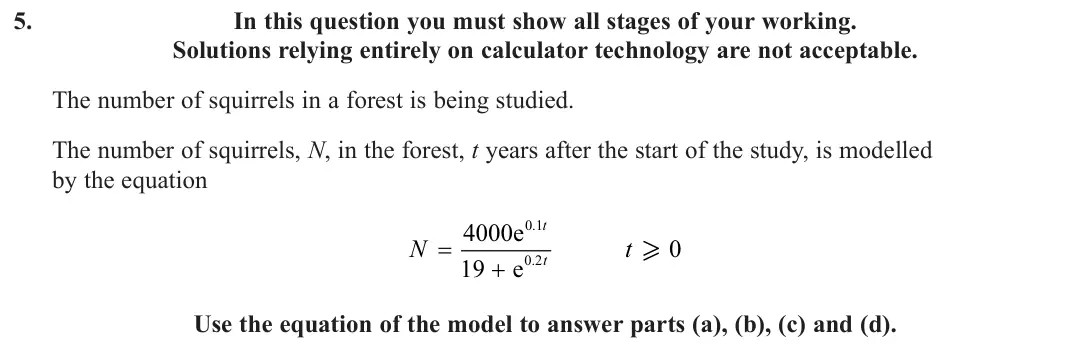 5. In this question you must show all stages of your working.
Solutions relying entirely on calculator technology are not acceptable.
The number of squirrels in a forest is being studied.
The number of squirrels, N, in the forest, t years after the start of the study, is modelled
by the equation
N = \frac{4000e^{0.1t}}{19 + e^{0.2t}} t ⩾ 0
Use the equation of the model to answer parts (a), (b), (c) and (d).